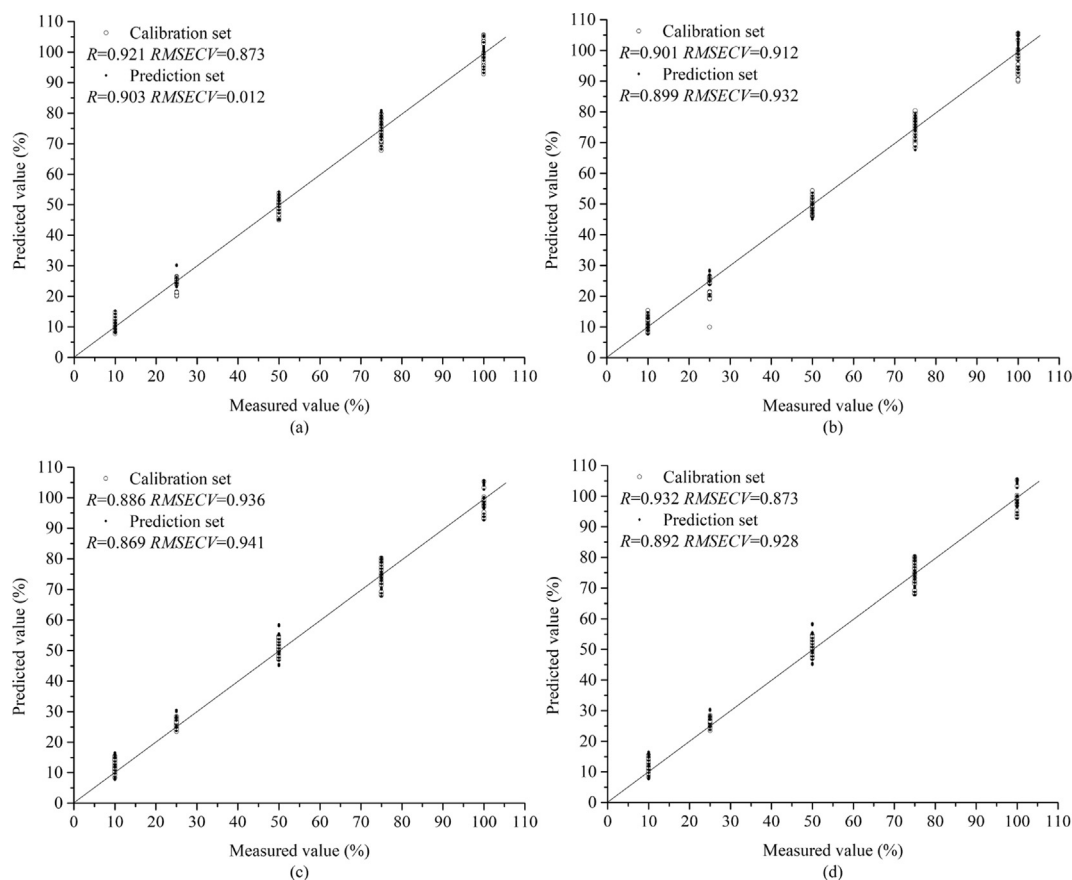 110
100
90
80
70
60
50
40
30
20
10
0
Predicted value (%)
Calibration set
R=0.921 RMSECV=0.873
Prediction set
R=0.903 RMSECV=0.012
0 10 20 30 40 50 60 70 80 90 100 110
Measured value (%)
(a)
110
100
90
80
70
60
50
40
30
20
10
0
Predicted value (%)
Calibration set
R=0.901 RMSECV=0.912
Prediction set
R=0.899 RMSECV=0.932
0 10 20 30 40 50 60 70 80 90 100 110
Measured value (%)
(b)
110
100
90
80
70
60
50
40
30
20
10
0
Predicted value (%)
Calibration set
R=0.886 RMSECV=0.936
Prediction set
R=0.869 RMSECV=0.941
0 10 20 30 40 50 60 70 80 90 100 110
Measured value (%)
(c)
110
100
90
80
70
60
50
40
30
20
10
0
Predicted value (%)
Calibration set
R=0.932 RMSECV=0.873
Prediction set
R=0.892 RMSECV=0.928
0 10 20 30 40 50 60 70 80 90 100 110
Measured value (%)
(d)